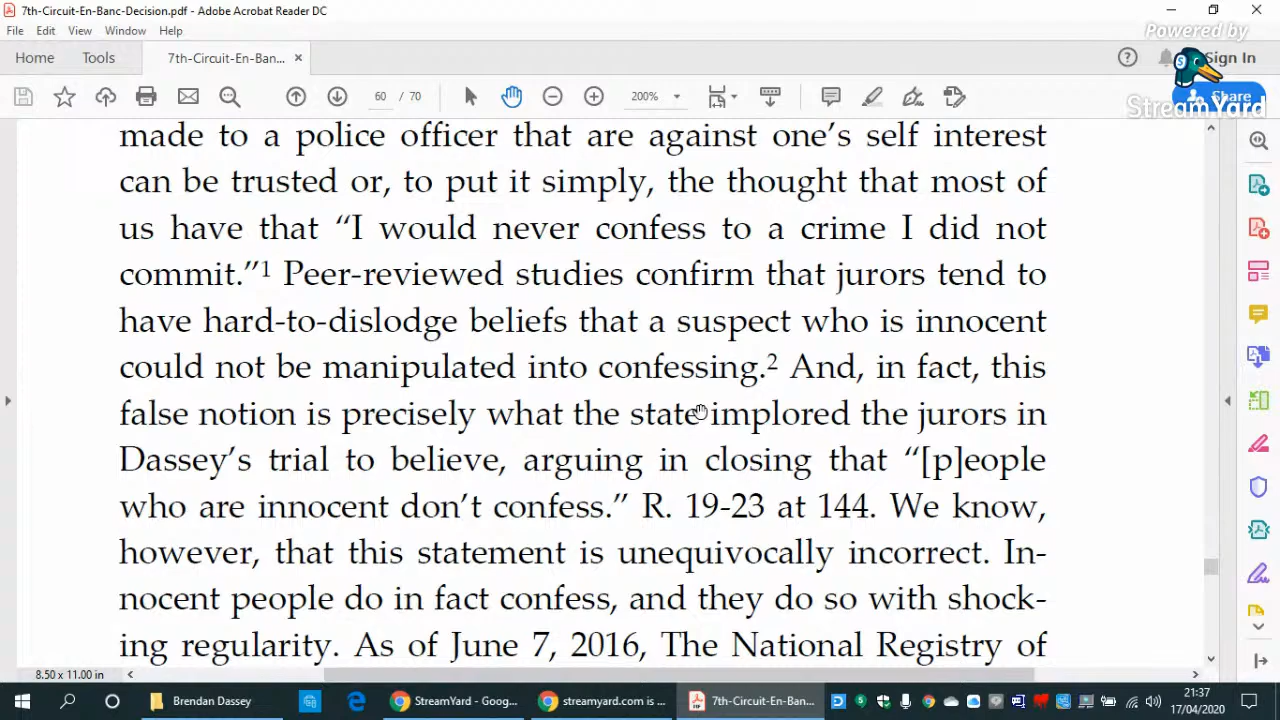 7th-Circuit-En-Banc-Decision.pdf - Adobe Acrobat Reader DC
File Edit View Window Help
Powered by
Home Tools 7th-Circuit-En-Ban... × Sign In
60 / 70 200% Share
StreamYard
made to a police officer that are against one’s self interest
can be trusted or, to put it simply, the thought that most of
us have that “I would never confess to a crime I did not
commit.”1 Peer-reviewed studies confirm that jurors tend to
have hard-to-dislodge beliefs that a suspect who is innocent
could not be manipulated into confessing.2 And, in fact, this
false notion is precisely what the state implored the jurors in
Dassey’s trial to believe, arguing in closing that “[p]eople
who are innocent don’t confess.” R. 19-23 at 144. We know,
however, that this statement is unequivocally incorrect. In-
nocent people do in fact confess, and they do so with shock-
ing regularity. As of June 7, 2016, The National Registry of
8.50 x 11.00 in
Brendan Dassey StreamYard - Goog... streamyard.com is ... 7th-Circuit-En-Banc... 21:37
17/04/2020